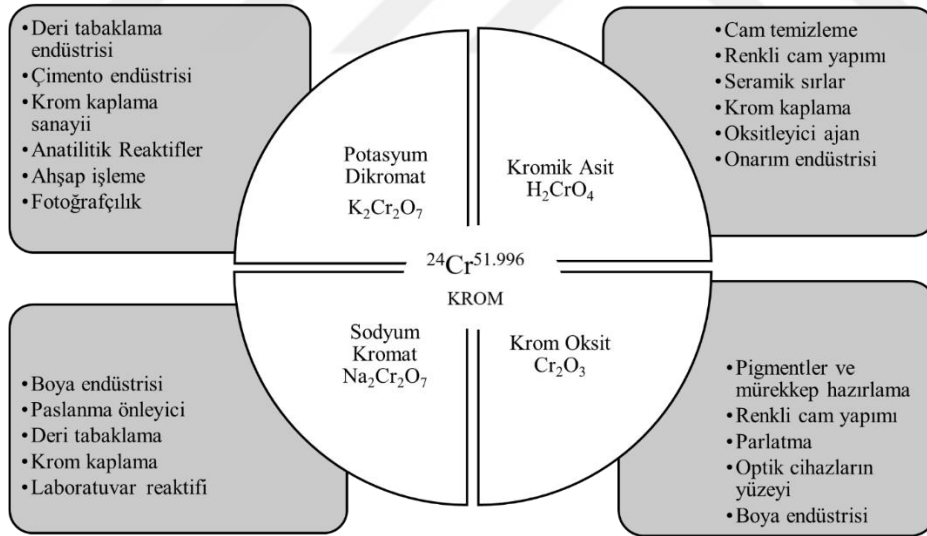 •Deri tabaklama
endüstrisi
•Çimento endüstrisi
•Krom kaplama
sanayii
•Anatilitik Reaktifler
•Ahşap işleme
•Fotoğrafçılık
•Cam temizleme
•Renkli cam yapımı
•Seramik sırlar
•Krom kaplama
•Oksitleyici ajan
•Onarım endüstrisi
Potasyum
Dikromat
K₂Cr₂O₇
Kromik Asit
H₂CrO₄
²⁴Cr⁵¹·⁹⁹⁶
KROM
Sodyum
Kromat
Na₂Cr₂O₇
Krom Oksit
Cr₂O₃
•Boya endüstrisi
•Paslanma önleyici
•Deri tabaklama
•Krom kaplama
•Laboratuvar reaktifi
•Pigmentler ve
mürekkep hazırlama
•Renkli cam yapımı
•Parlatma
•Optik cihazların
yüzeyi
•Boya endüstrisi